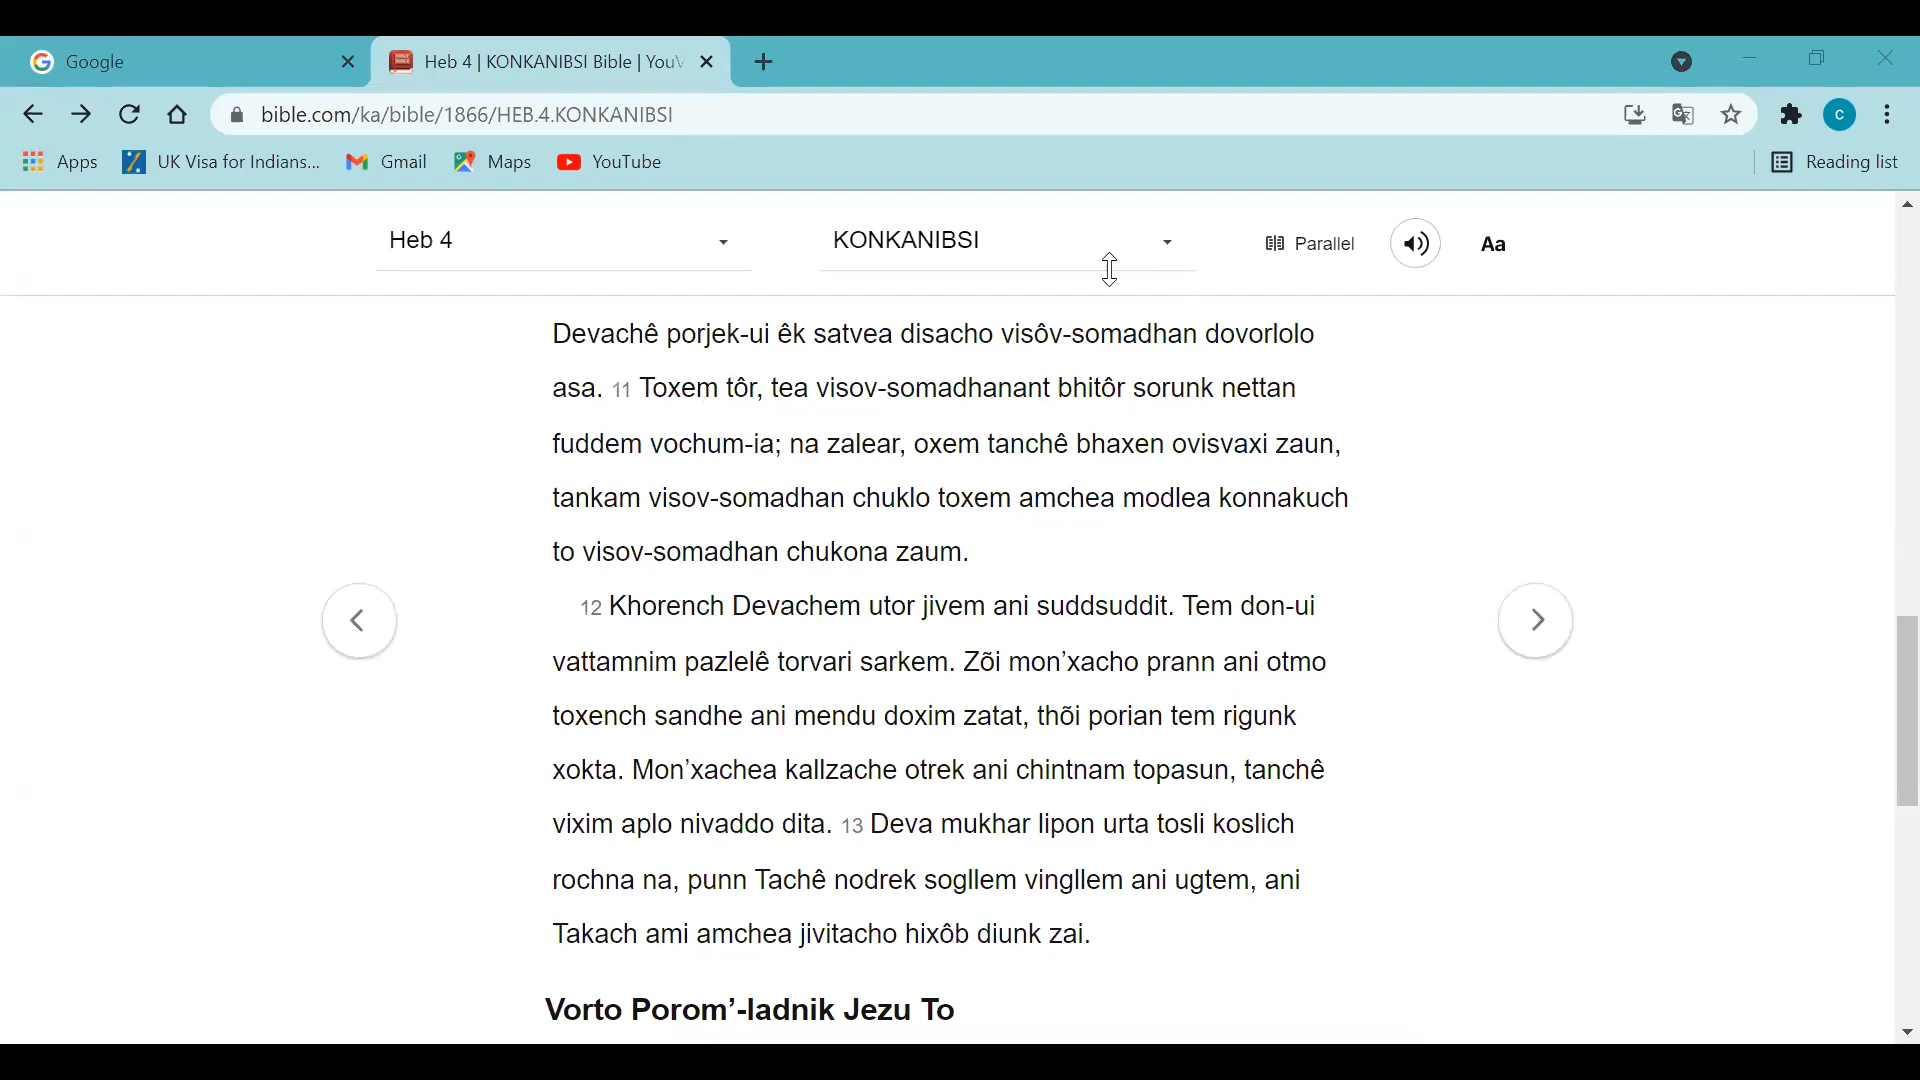 Google
Heb 4 | KONKANIBSI Bible | You
bible.com/ka/bible/1866/HEB.4.KONKANIBSI
C
Apps
UK Visa for Indians...
Gmail
Maps
YouTube
Reading list
Heb 4
KONKANIBSI
Parallel
Aa
Devachê porjek-ui êk satvea disacho visôv-somadhan dovorlolo
asa. 11 Toxem tôr, tea visov-somadhanant bhitôr sorunk nettan
fuddem vochum-ia; na zalear, oxem tanchê bhaxen ovisvaxi zaun,
tankam visov-somadhan chuklo toxem amchea modlea konnakuch
to visov-somadhan chukona zaum.
12 Khorench Devachem utor jivem ani suddsuddit. Tem don-ui
vattamnim pazlelê torvari sarkem. Zõi mon’xacho prann ani otmo
toxench sandhe ani mendu doxim zatat, thõi porian tem rigunk
xokta. Mon’xachea kallzache otrek ani chintnam topasun, tanchê
vixim aplo nivaddo dita. 13 Deva mukhar lipon urta tosli koslich
rochna na, punn Tachê nodrek sogllem vingllem ani ugtem, ani
Takach ami amchea jivitacho hixôb diunk zai.
Vorto Porom’-ladnik Jezu To